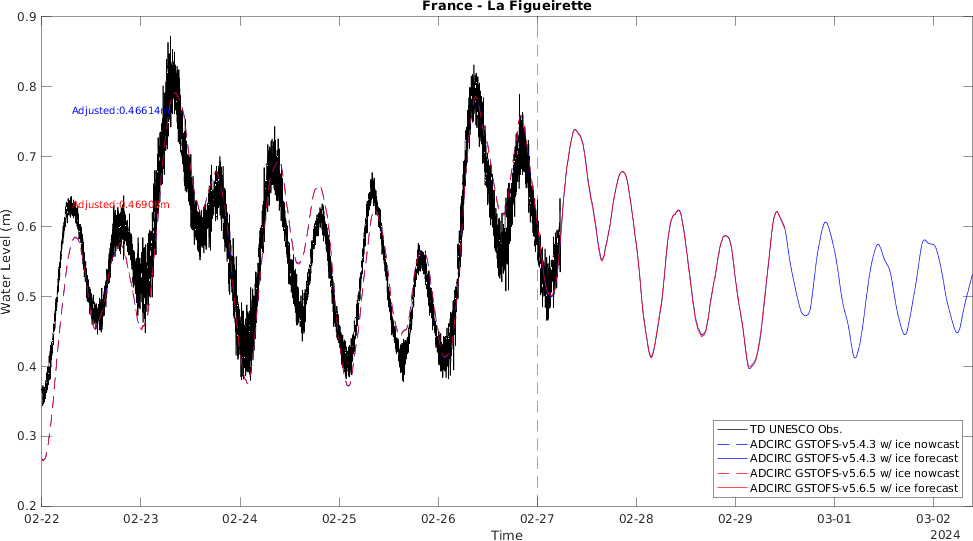 France - La Figueirette
Water Level (m)
0.9
0.8
0.7
0.6
0.5
0.4
0.3
0.2
Adjusted:0.46614m
TD UNESCO Obs.
ADCIRC GSTOFS-v5.4.3 w/ ice nowcast
ADCIRC GSTOFS-v5.4.3 w/ ice forecast
ADCIRC GSTOFS-v5.6.5 w/ ice nowcast
ADCIRC GSTOFS-v5.6.5 w/ ice forecast
02-22 02-23 02-24 02-25 02-26 02-27 02-28 02-29 03-01 03-02
Time
2024